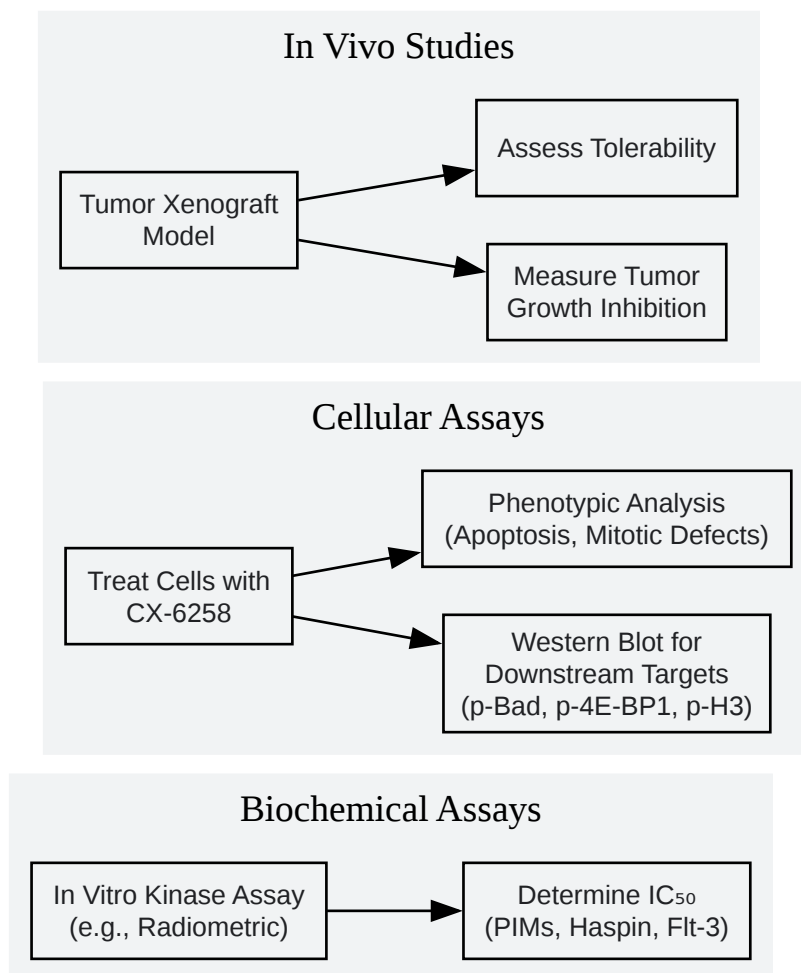 In Vivo Studies
Assess Tolerability
Tumor Xenograft
Model
Measure Tumor
Growth Inhibition
Cellular Assays
Phenotypic Analysis
(Apoptosis, Mitotic Defects)
Treat Cells with
CX-6258
Western Blot for
Downstream Targets
(p-Bad, p-4E-BP1, p-H3)
Biochemical Assays
In Vitro Kinase Assay
(e.g., Radiometric)
Determine IC₅₀
(PIMs, Haspin, Flt-3)